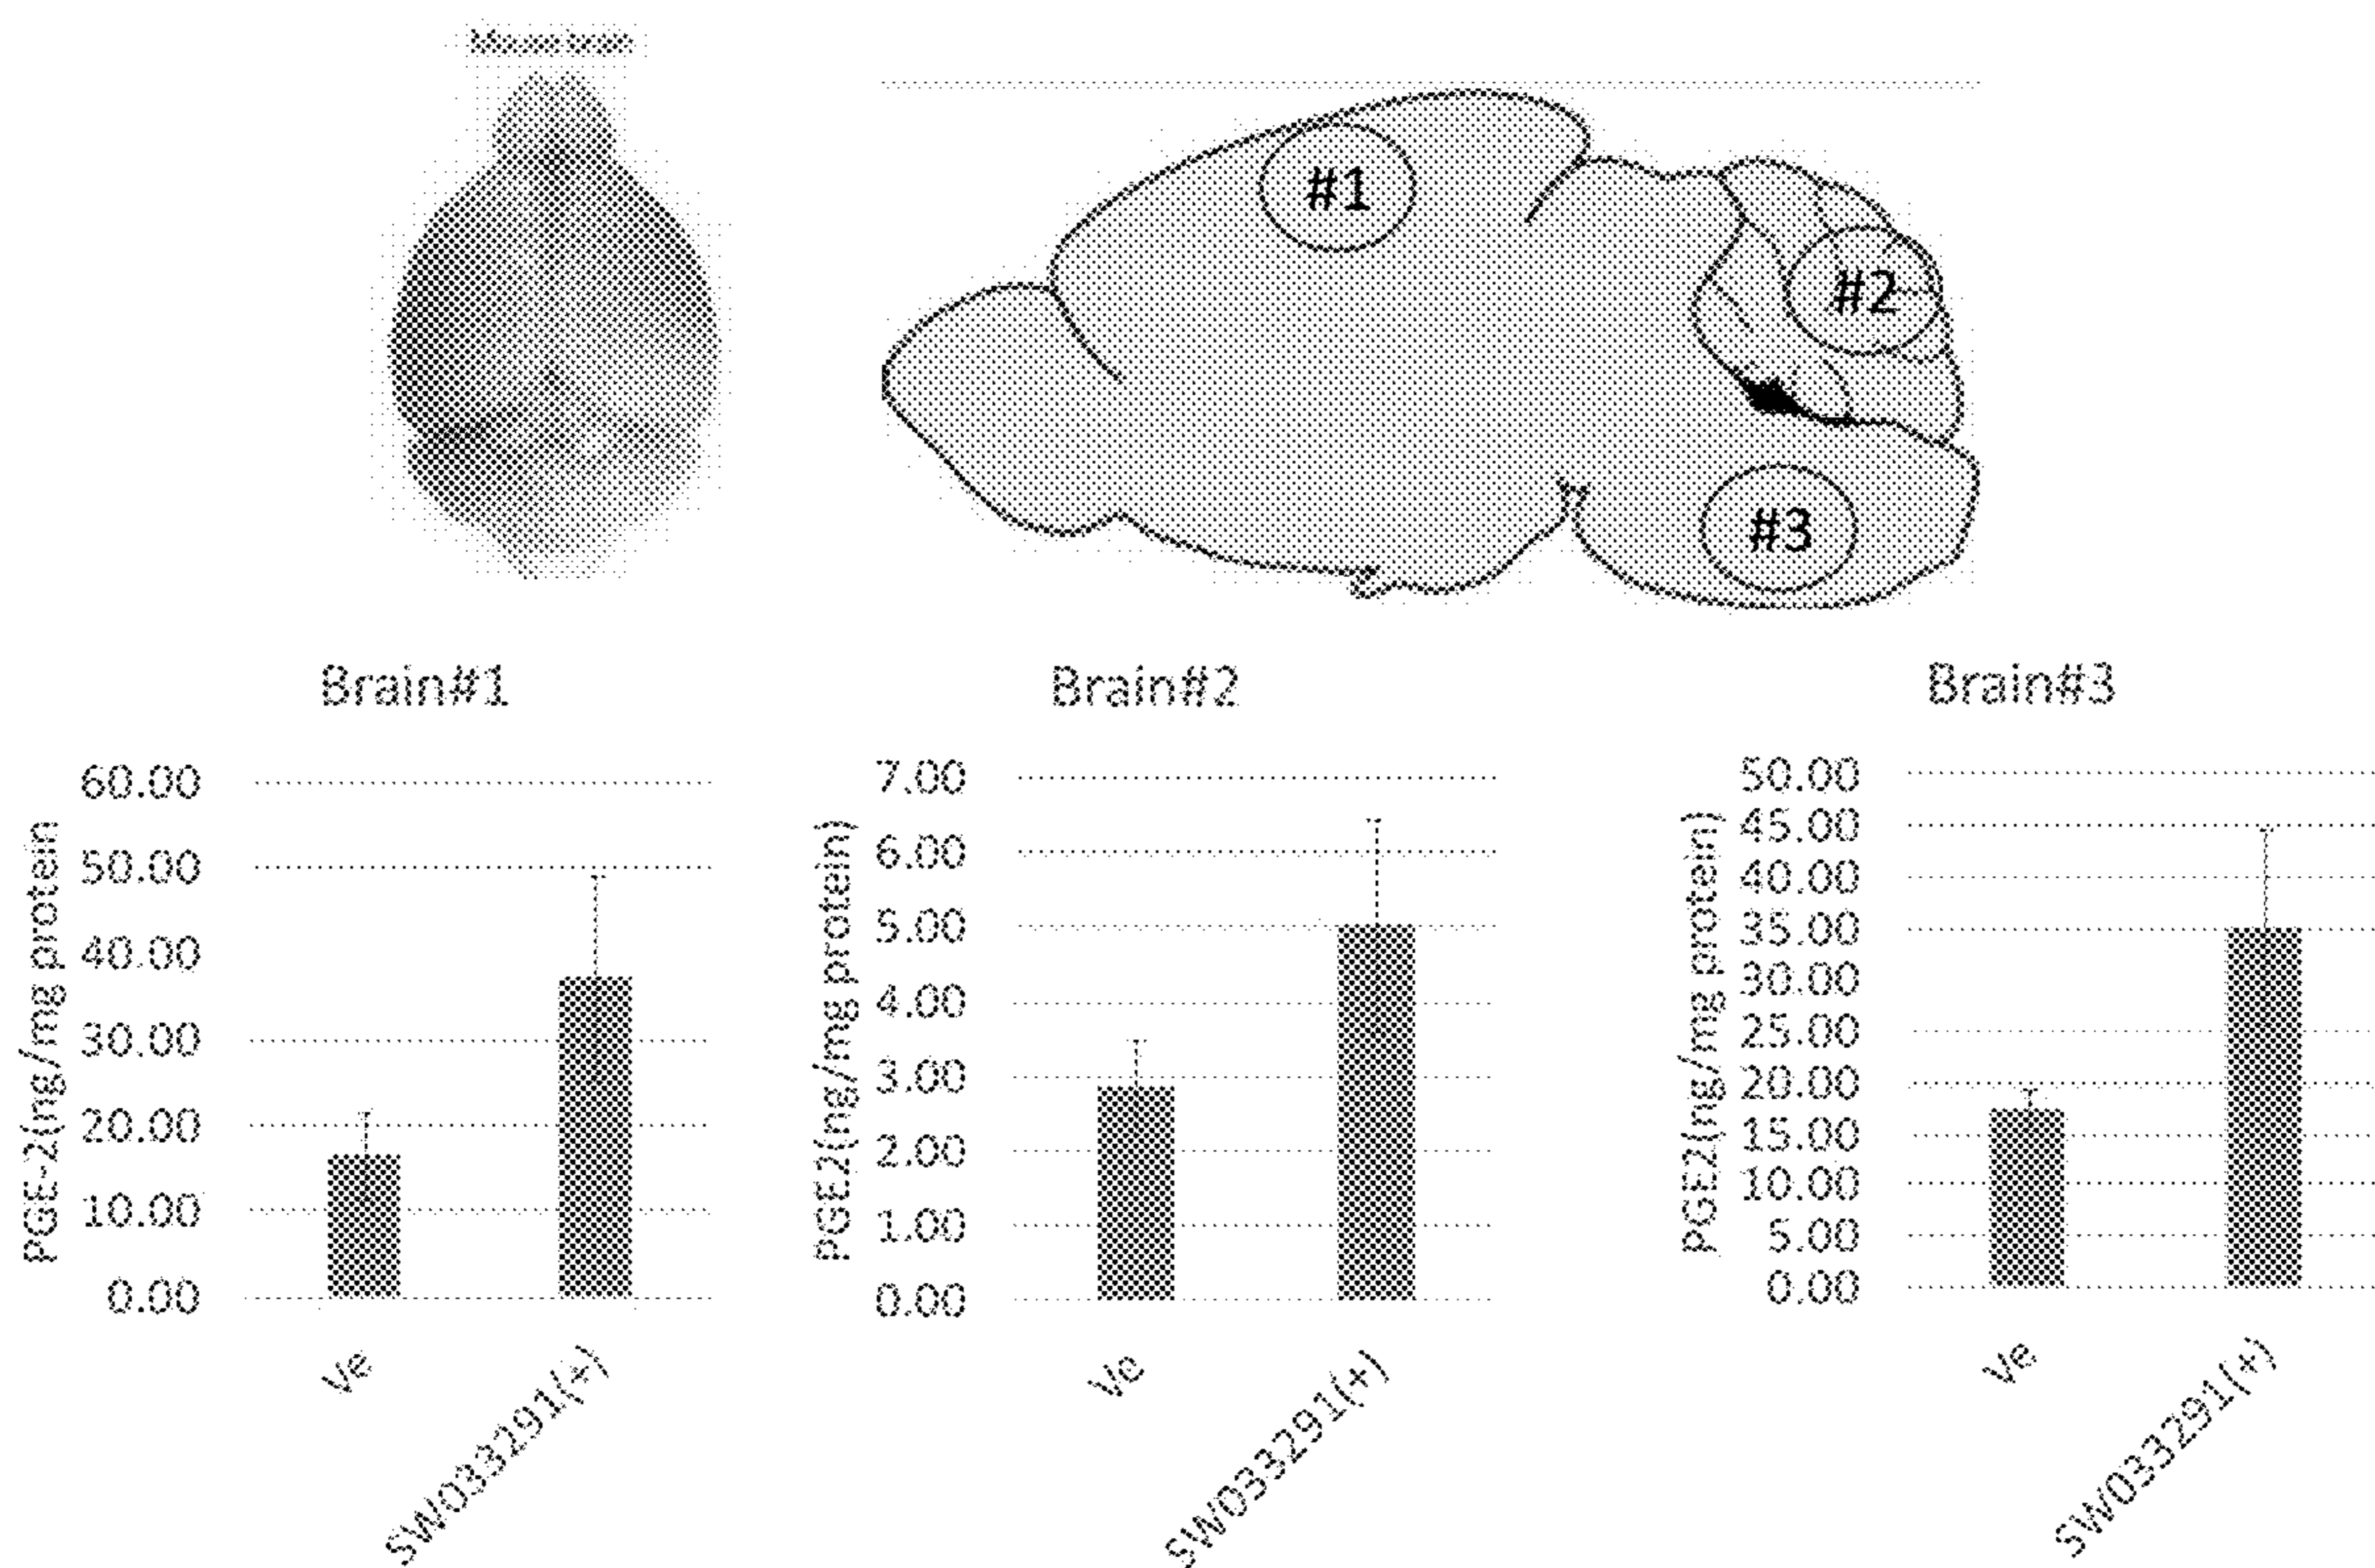 Mouse brain
#1
#2
#3
Brain#1
Brain#2
Brain#3
PGE-2(ng/mg protein
60.00
50.00
40.00
30.00
20.00
10.00
0.00
Ve
SW033291(+)
PGE2(ng/mg protein)
7.00
6.00
5.00
4.00
3.00
2.00
1.00
0.00
Ve
SW033291(+)
PGE2(ng/mg protein)
50.00
45.00
40.00
35.00
30.00
25.00
20.00
15.00
10.00
5.00
0.00
Ve
SW033291(+)